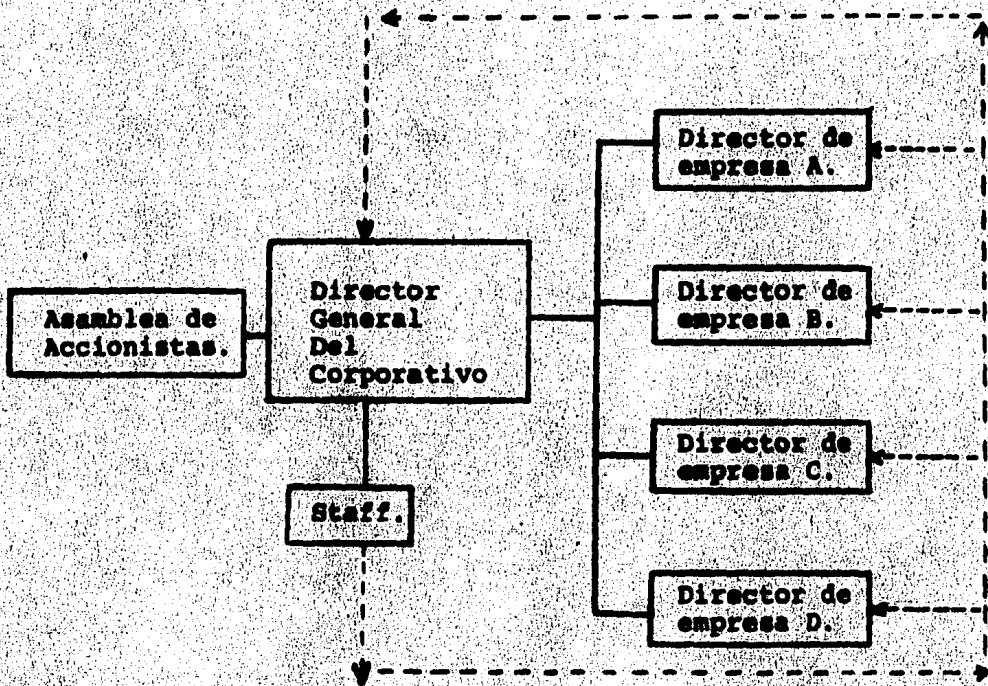 Director de
empresa A.
Director de
empresa B.
Director
General
Del
Corporativo
Asamblea de
Accionistas.
Director de
empresa C.
Staff.
Director de
empresa D.